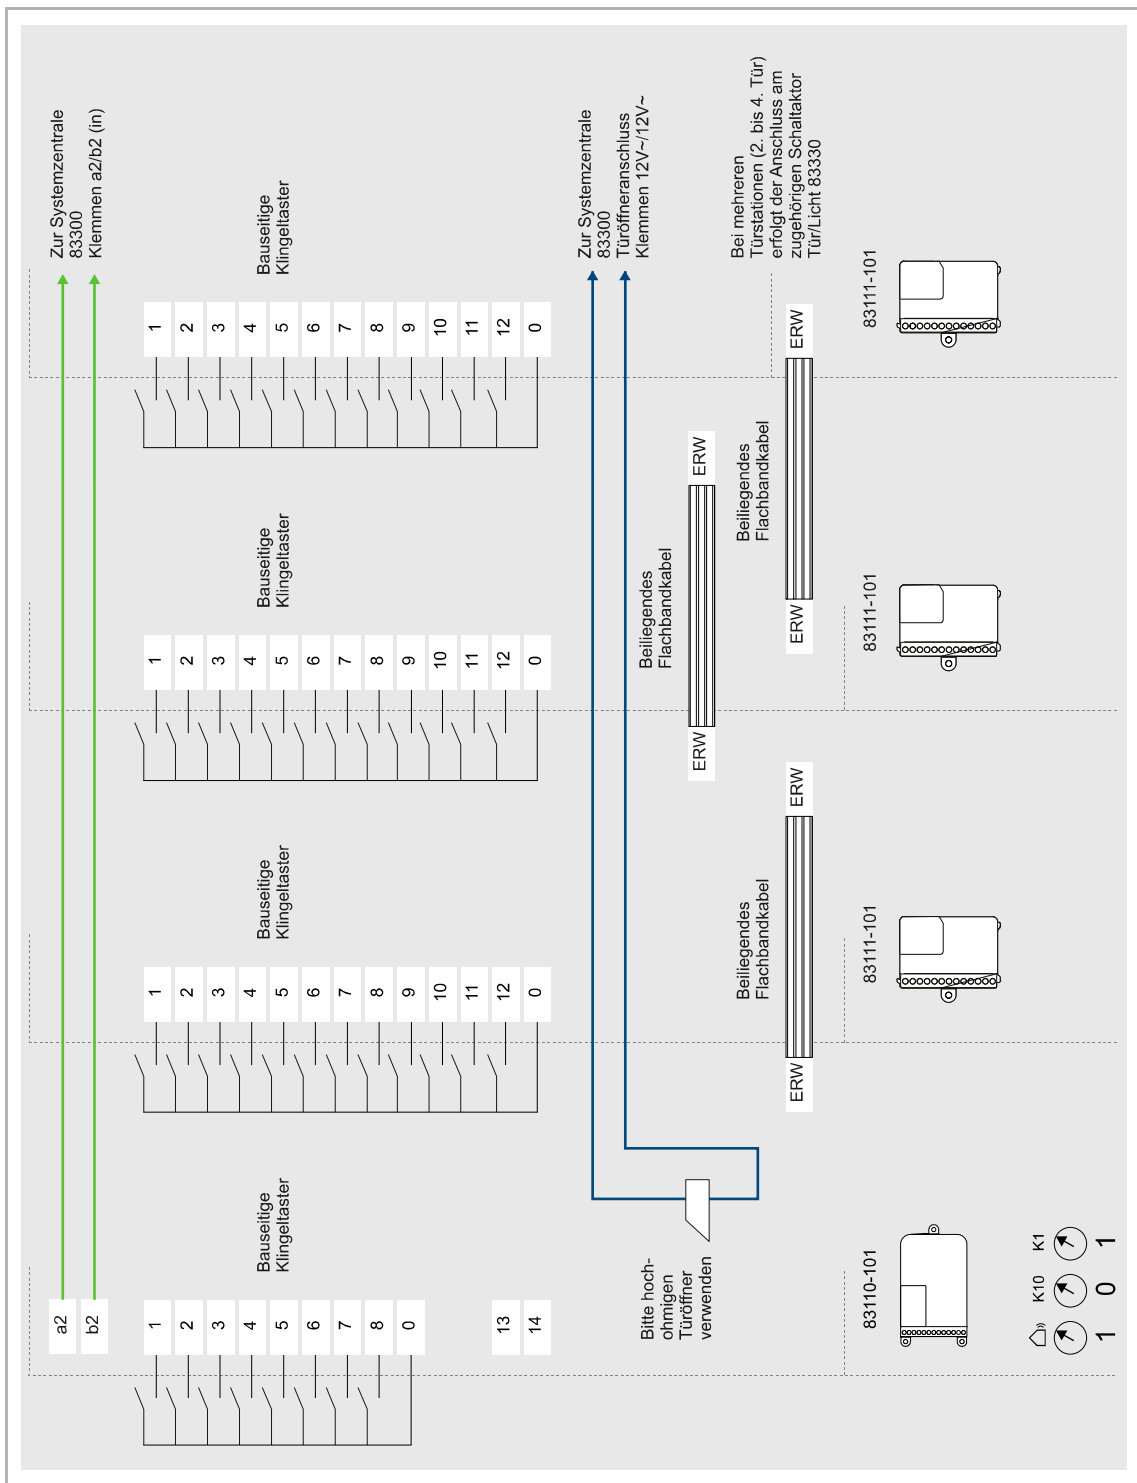 a2
b2
Zur Systemzentrale
83300
Klemmen a2/b2 (in)
Bauseitige
Klingeltaster
1
2
3
4
5
6
7
8
0
13
14
Bauseitige
Klingeltaster
1
2
3
4
5
6
7
8
9
10
11
12
0
Bauseitige
Klingeltaster
1
2
3
4
5
6
7
8
9
10
11
12
0
Bauseitige
Klingeltaster
1
2
3
4
5
6
7
8
9
10
11
12
0
Zur Systemzentrale
83300
Türöffneranschluss
Klemmen 12V~/12V~
Bitte hoch-
ohmigen
Türöffner
verwenden
Beiliegendes
Flachbandkabel
ERW
ERW
Beiliegendes
Flachbandkabel
ERW
ERW
Beiliegendes
Flachbandkabel
ERW
ERW
Bei mehreren
Türstationen (2. bis 4. Tür)
erfolgt der Anschluss am
zugehörigen Schaltaktor
Tür/Licht 83330
83110-101
83111-101
83111-101
83111-101
K10
K1
1
0
1